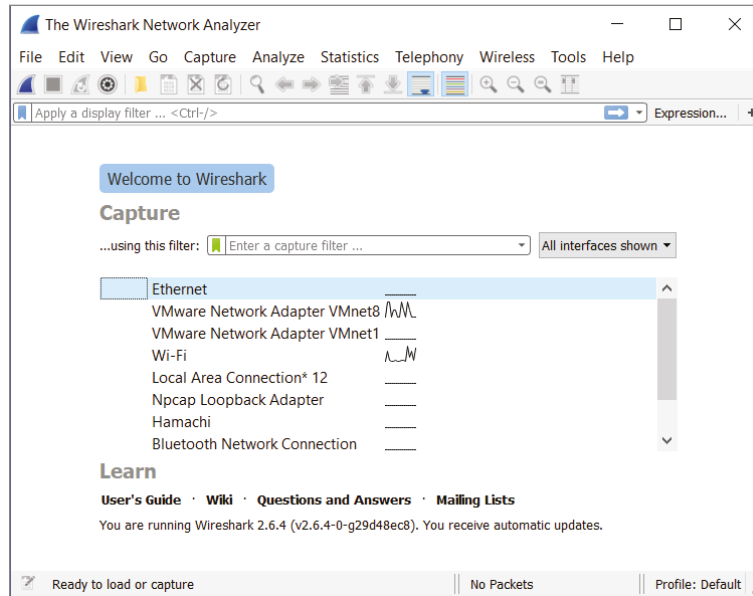 The Wireshark Network Analyzer
File Edit View Go Capture Analyze Statistics Telephony Wireless Tools Help
Apply a display filter ... <Ctrl-/> Expression... +
Welcome to Wireshark
Capture
...using this filter: Enter a capture filter ... All interfaces shown
Ethernet
VMware Network Adapter VMnet8
VMware Network Adapter VMnet1
Wi-Fi
Local Area Connection* 12
Npcap Loopback Adapter
Hamachi
Bluetooth Network Connection
Learn
User's Guide · Wiki · Questions and Answers · Mailing Lists
You are running Wireshark 2.6.4 (v2.6.4-0-g29d48ec8). You receive automatic updates.
Ready to load or capture No Packets Profile: Default